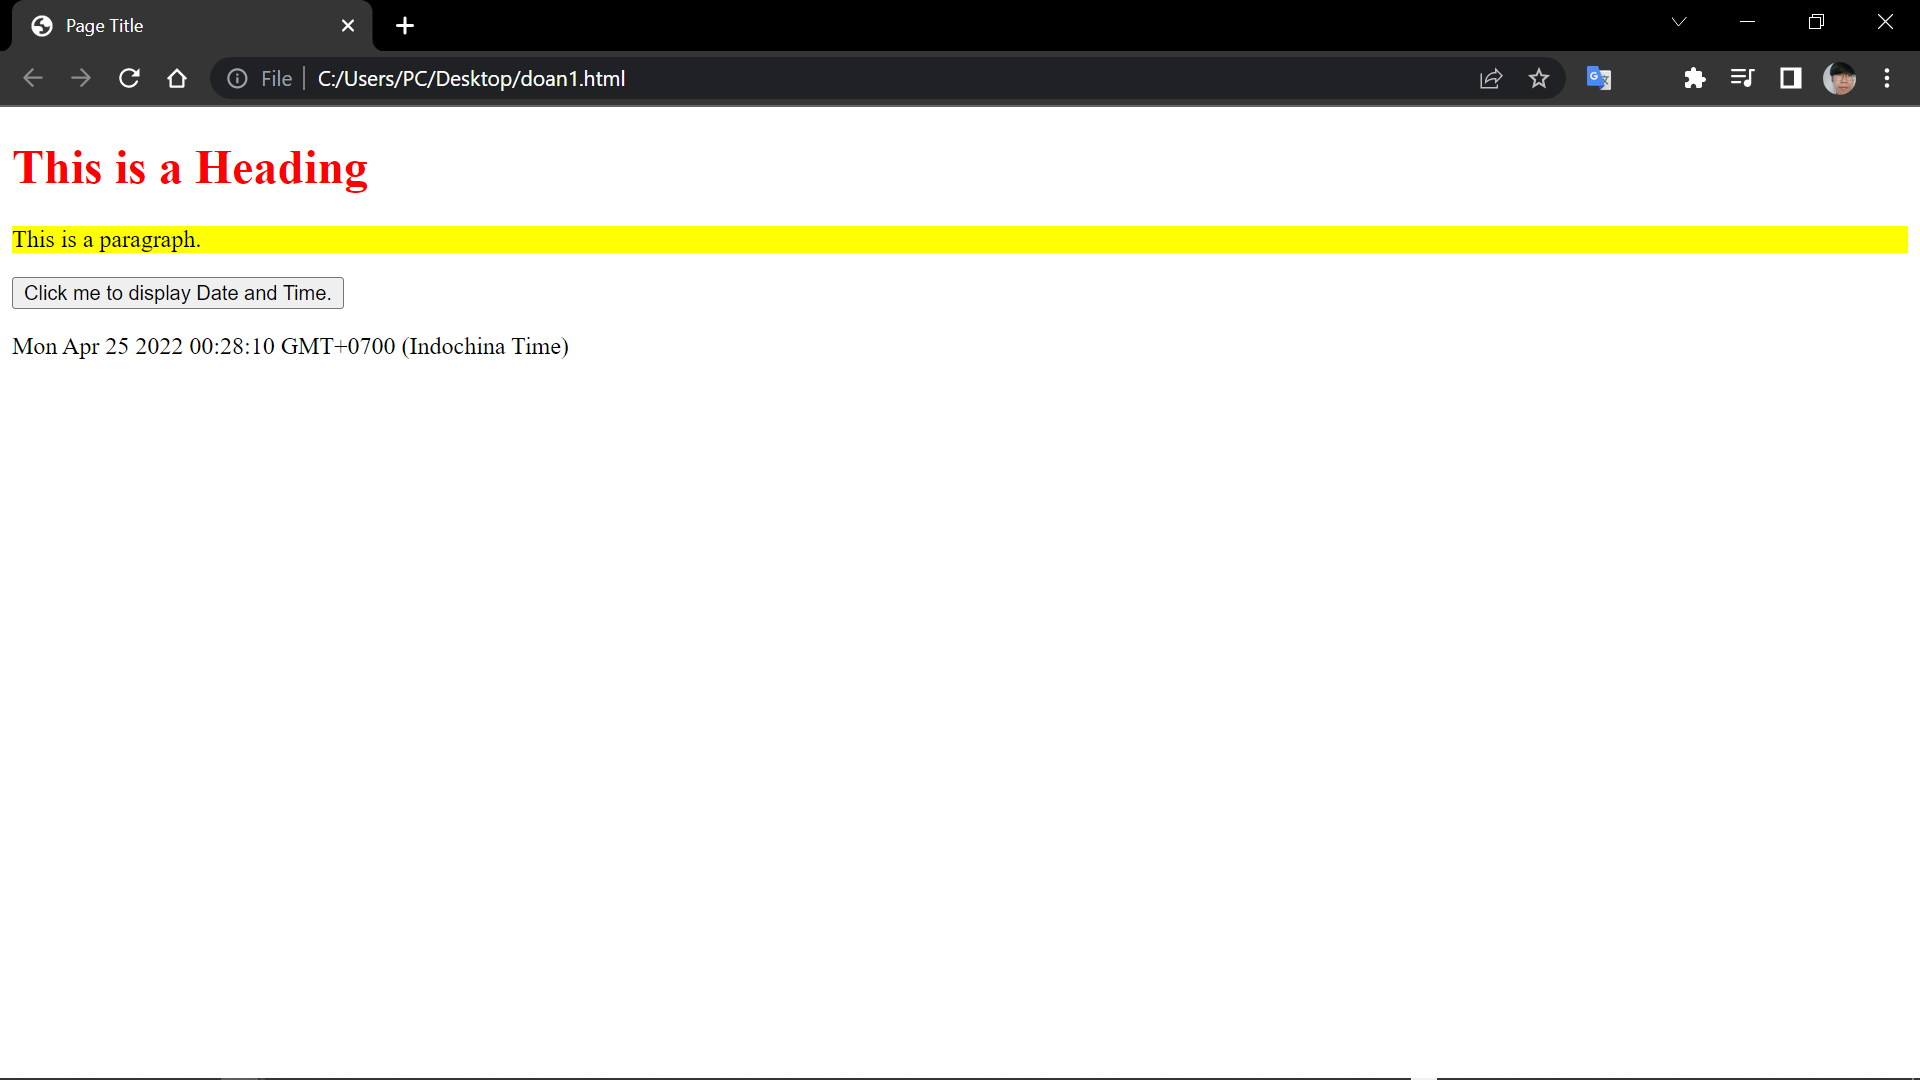 Page Title
File C:/Users/PC/Desktop/doan1.html
This is a Heading
This is a paragraph.
Click me to display Date and Time.
Mon Apr 25 2022 00:28:10 GMT+0700 (Indochina Time)